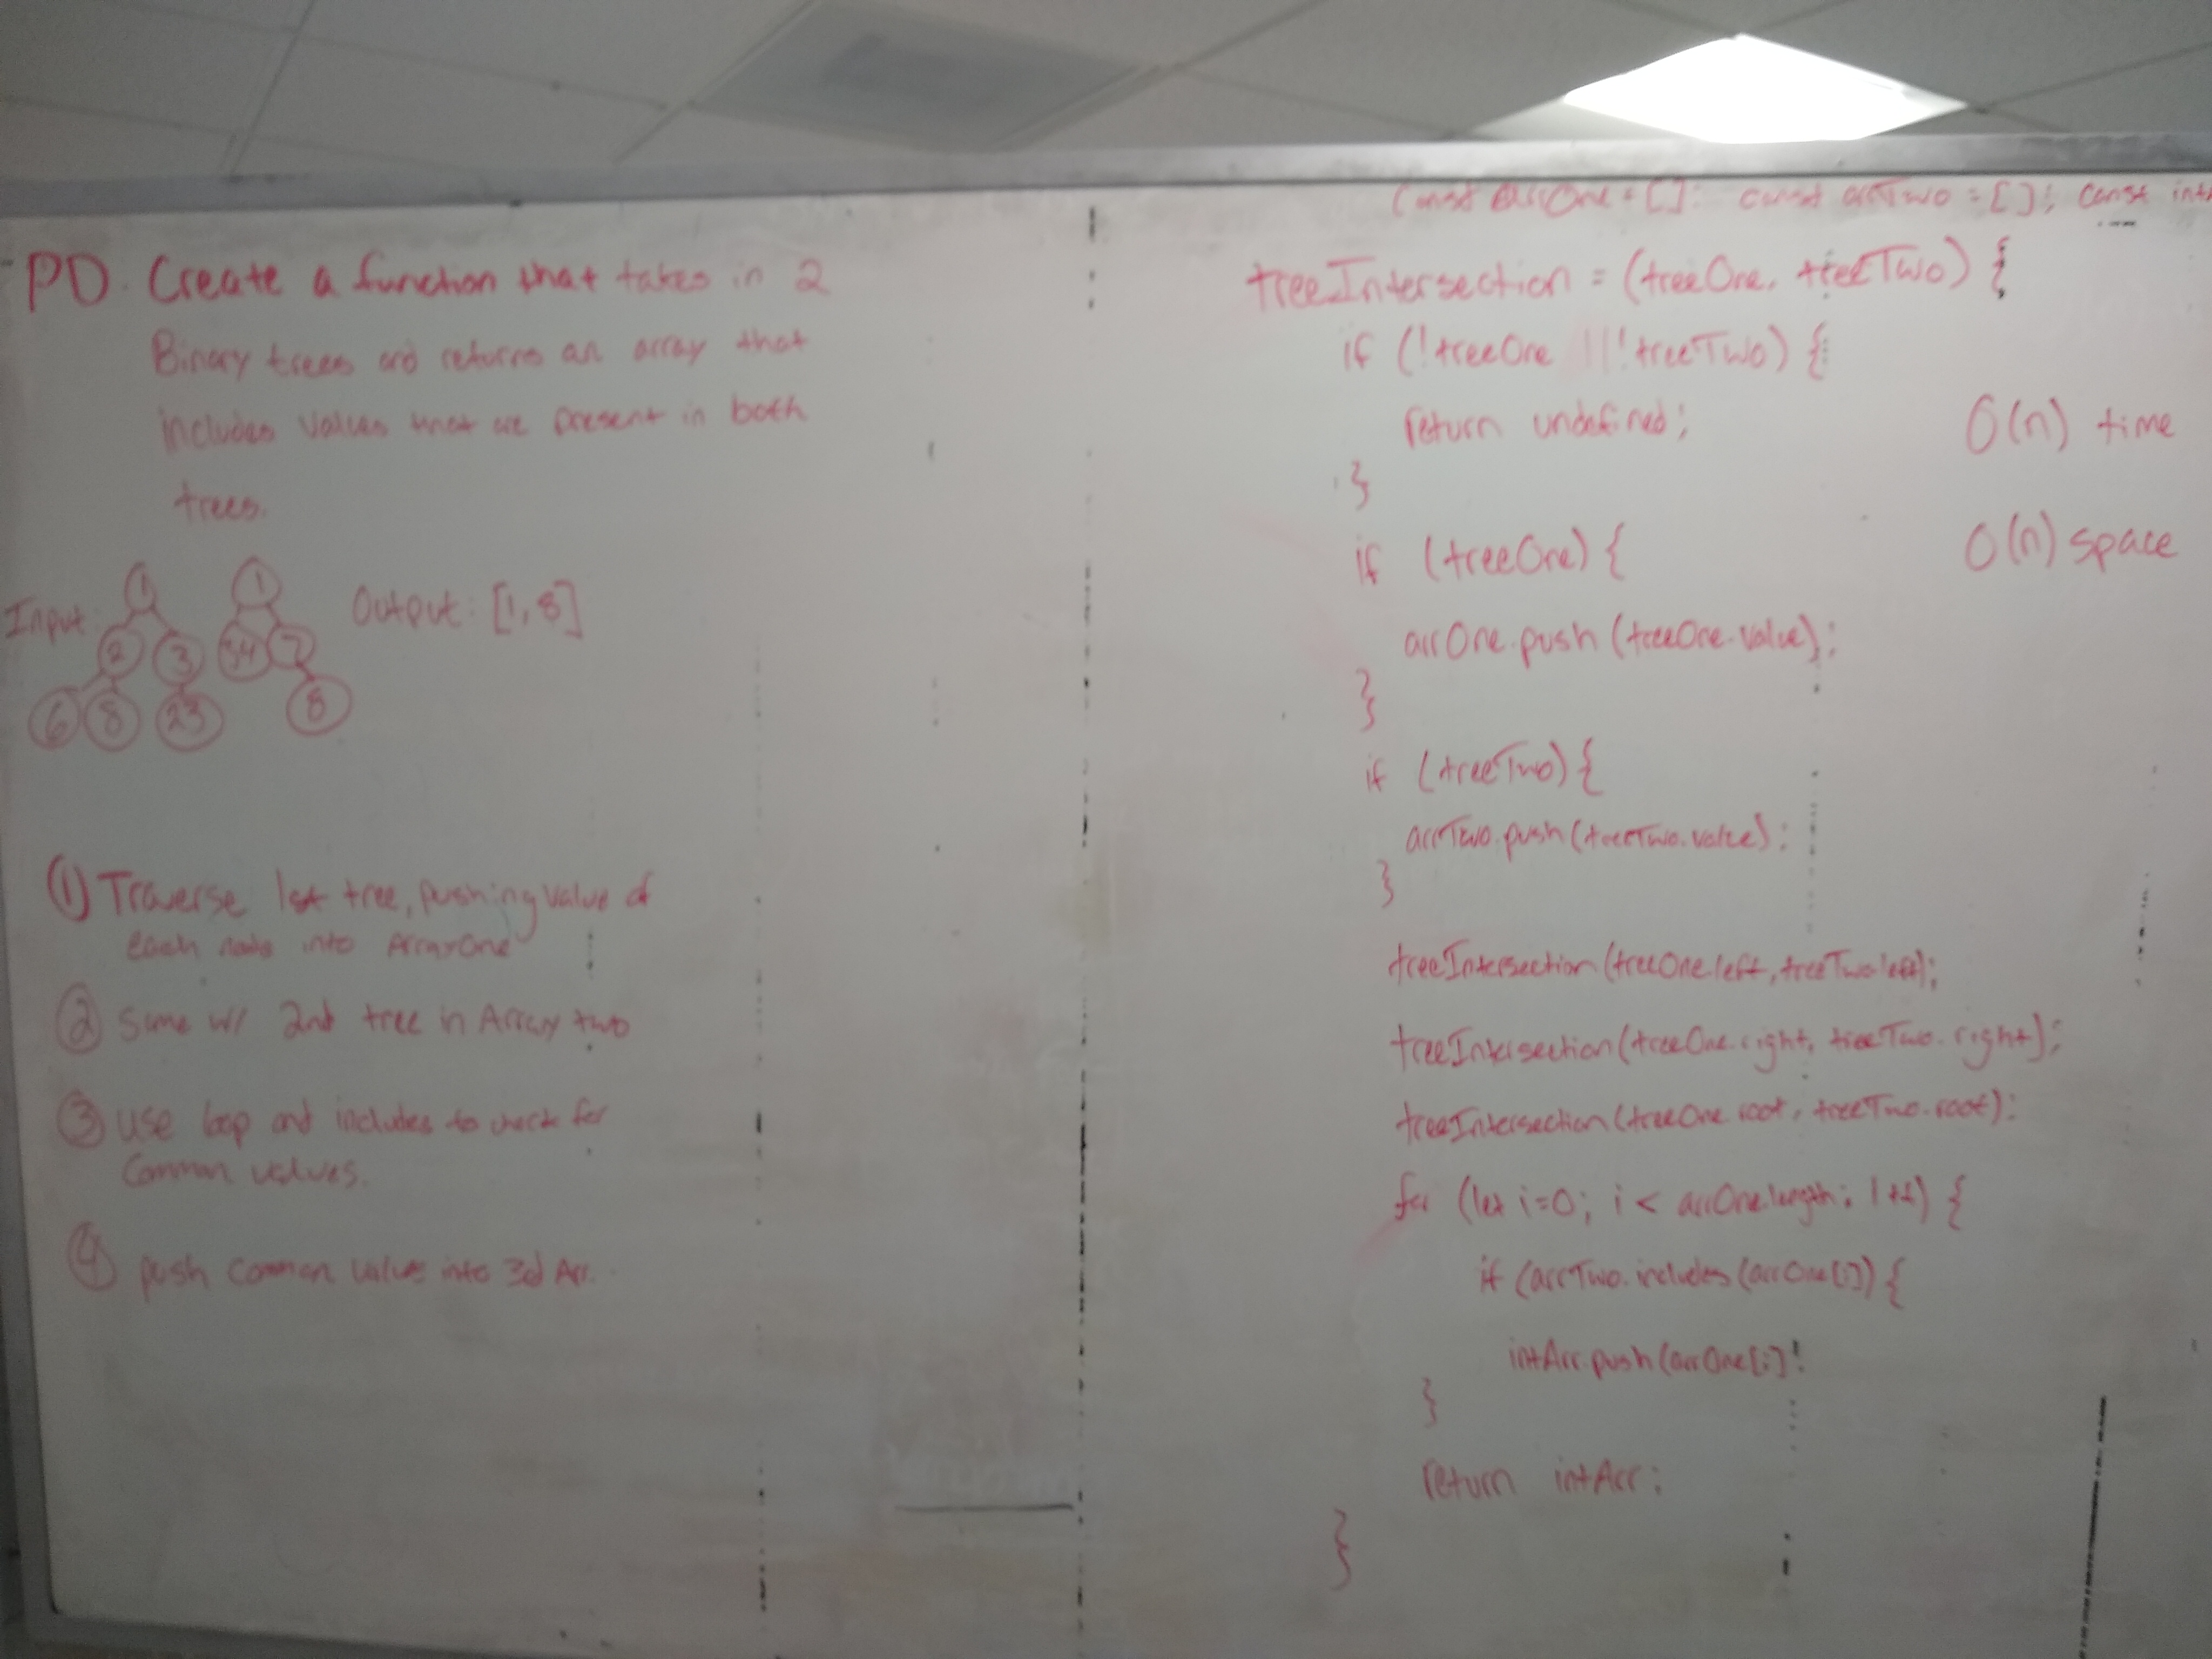 PD. Create a function that takes in 2
Binary trees and returns an array that
includes values that are present in both
trees.
Input:
1
2 3
6 8 23
1
34 7
8
Output: [1, 8]
① Traverse 1st tree, pushing value of
each node into ArrayOne
② Same w/ 2nd tree in Array two
③ Use loop and includes to check for
Common values.
④ push common value into 3rd Arr.
const arrOne = []; const arrTwo = []; const int
treeIntersection = (treeOne, treeTwo) {
if (!treeOne || !treeTwo) {
return undefined;
}
if (treeOne) {
arrOne.push(treeOne.value);
}
if (treeTwo) {
arrTwo.push(treeTwo.value);
}
treeIntersection(treeOne.left, treeTwo.left);
treeIntersection(treeOne.right, treeTwo.right);
treeIntersection(treeOne.root, treeTwo.root);
for (let i=0; i < arrOne.length; i++) {
if (arrTwo.includes(arrOne[i]) {
intArr.push(arrOne[i]
}
return intArr;
}
O(n) time
O(n) space